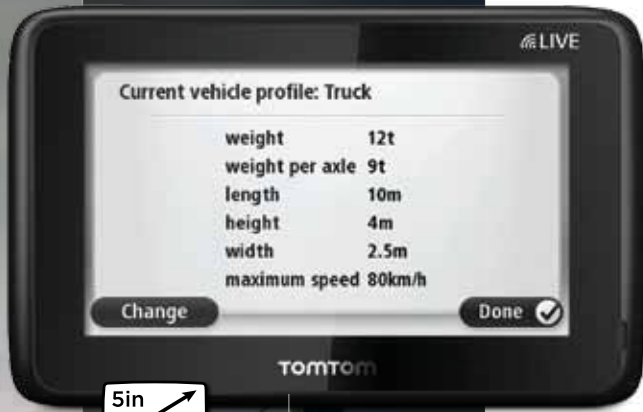 LIVE
Current vehicle profile: Truck
weight 12t
weight per axle 9t
length 10m
height 4m
width 2.5m
maximum speed 80km/h
Change Done
TOMTOM
5in